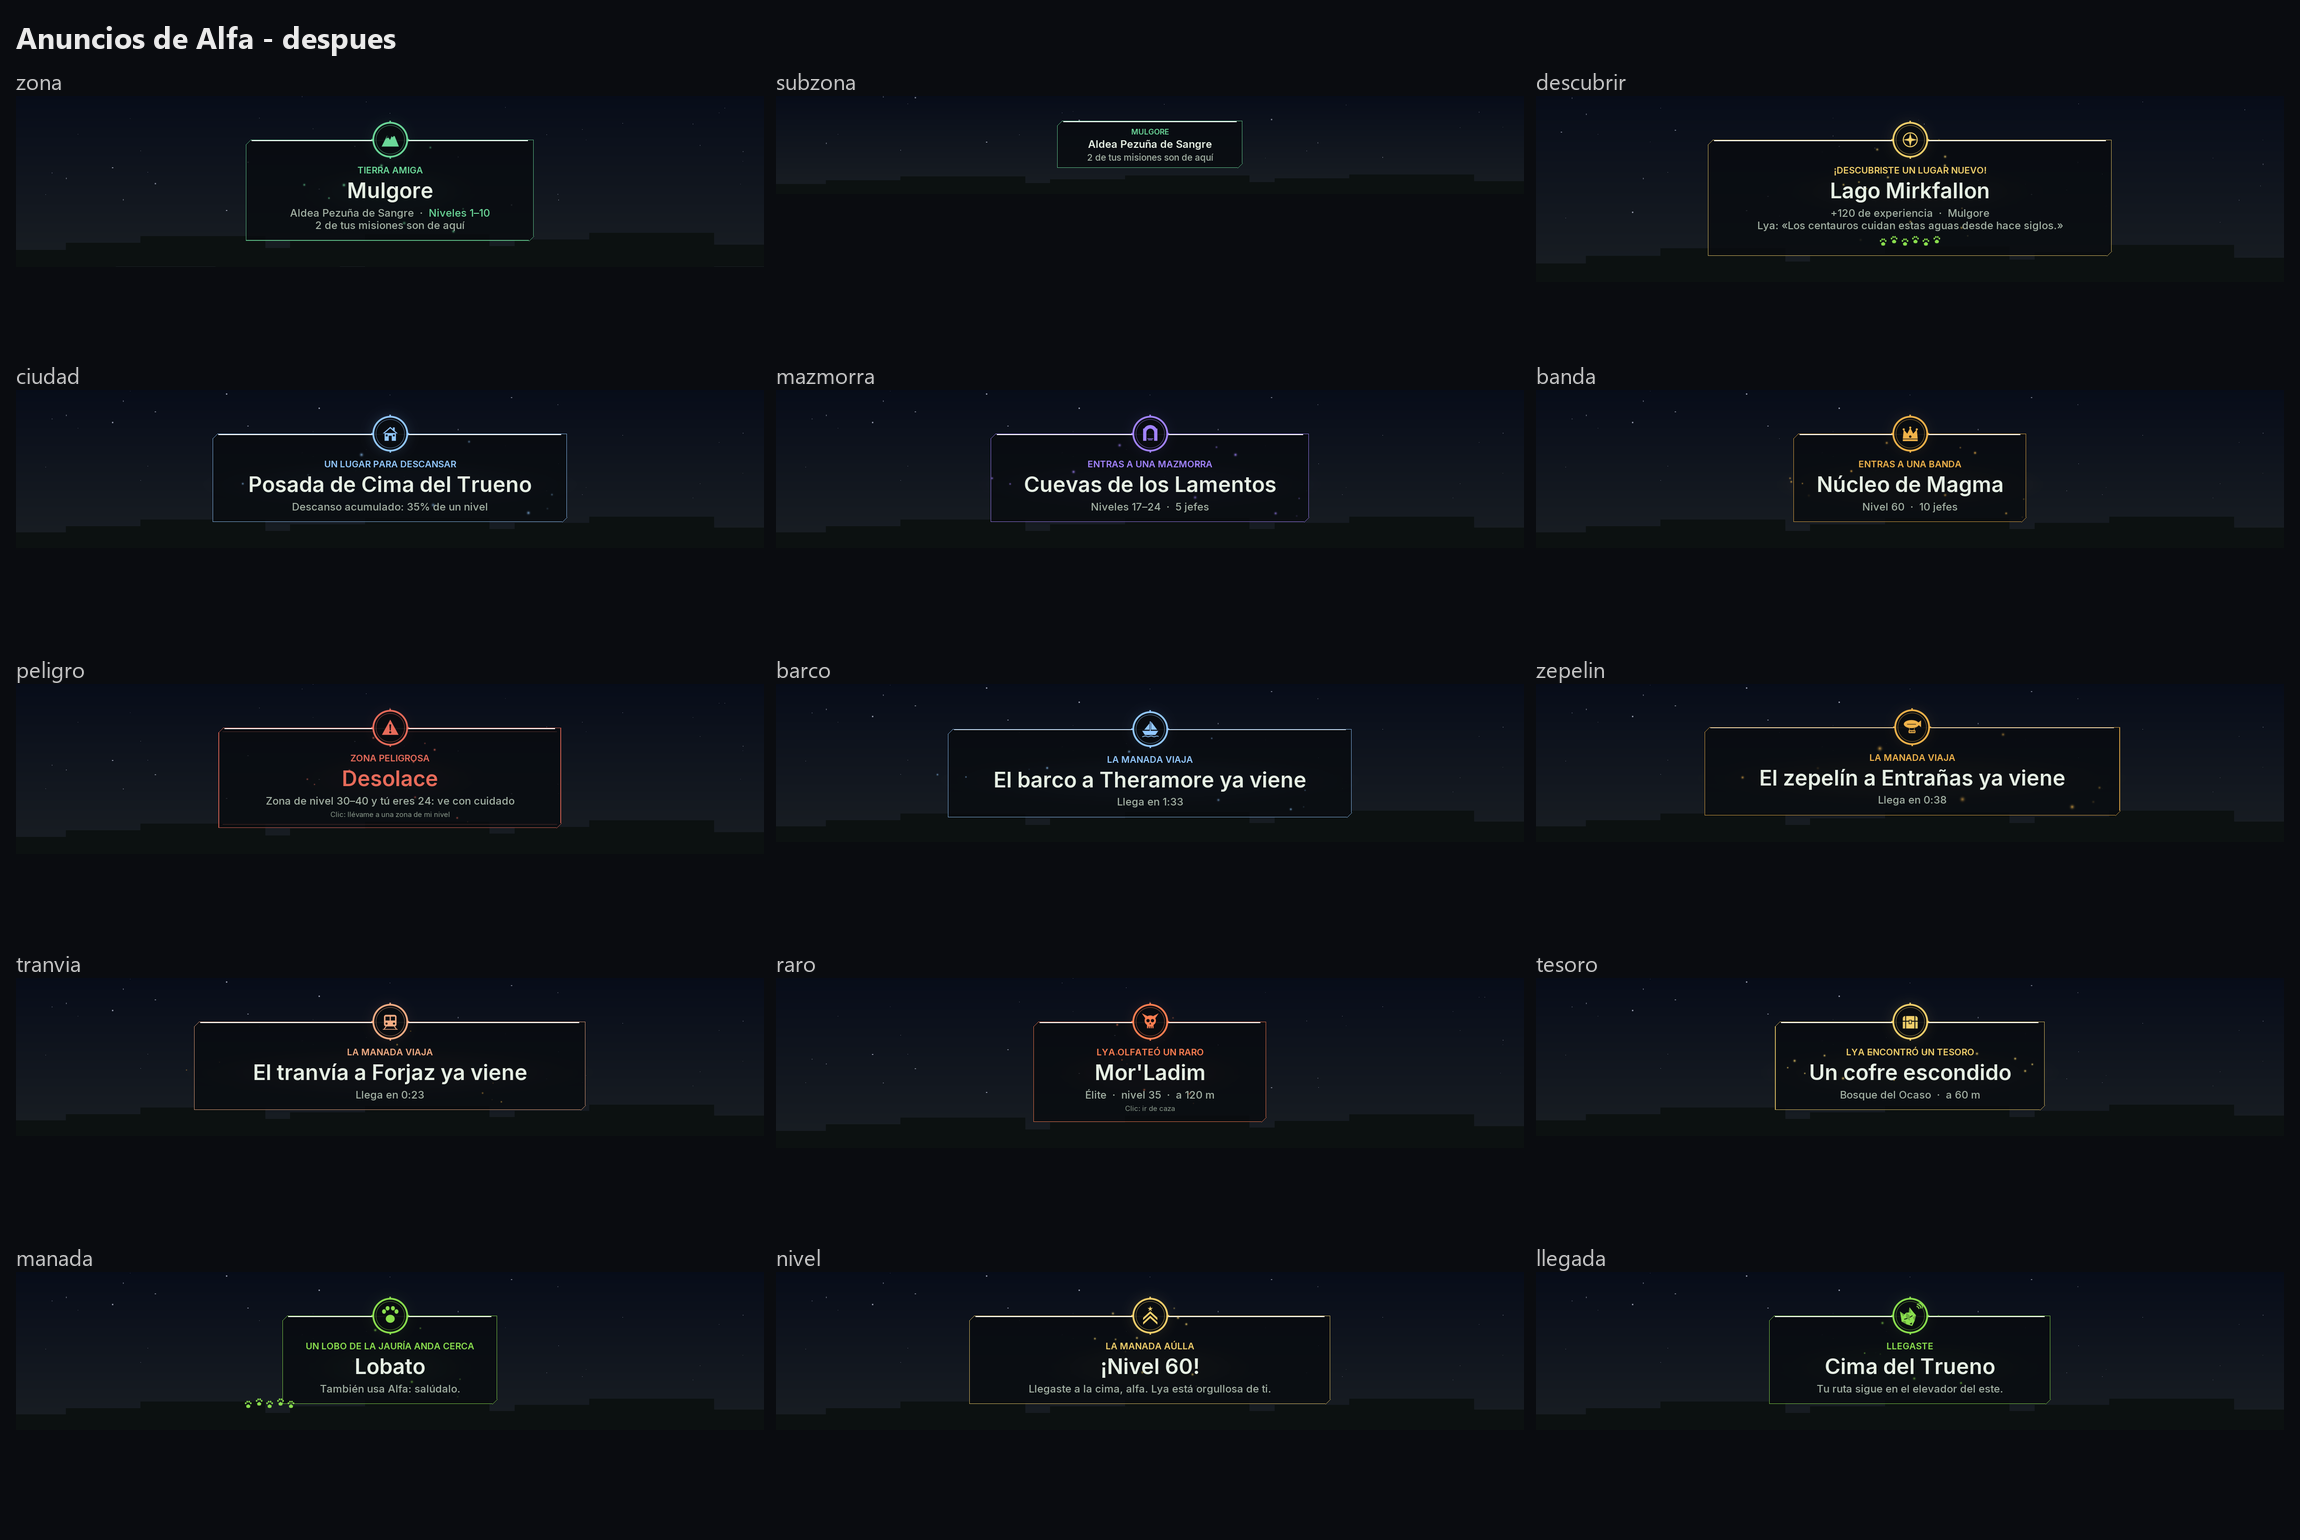 Anuncios de Alfa - despues
zona
subzona
descubrir
TIERRA AMIGA
Mulgore
Aldea Pezuña de Sangre · Niveles 1–10
2 de tus misiones son de aquí
MULGORE
Aldea Pezuña de Sangre
2 de tus misiones son de aquí
¡DESCUBRISTE UN LUGAR NUEVO!
Lago Mirkfallon
+120 de experiencia · Mulgore
Lya: «Los centauros cuidan estas aguas desde hace siglos.»
ciudad
mazmorra
banda
UN LUGAR PARA DESCANSAR
Posada de Cima del Trueno
Descanso acumulado: 35% de un nivel
ENTRAS A UNA MAZMORRA
Cuevas de los Lamentos
Niveles 17–24 · 5 jefes
ENTRAS A UNA BANDA
Núcleo de Magma
Nivel 60 · 10 jefes
peligro
barco
zepelin
ZONA PELIGROSA
Desolace
Zona de nivel 30–40 y tú eres 24: ve con cuidado
Clic: llévame a una zona de mi nivel
LA MANADA VIAJA
El barco a Theramore ya viene
Llega en 1:33
LA MANADA VIAJA
El zepelín a Entrañas ya viene
Llega en 0:38
tranvia
raro
tesoro
LA MANADA VIAJA
El tranvía a Forjaz ya viene
Llega en 0:23
LYA OLFATEÓ UN RARO
Mor'Ladim
Élite · nivel 35 · a 120 m
Clic: ir de caza
LYA ENCONTRÓ UN TESORO
Un cofre escondido
Bosque del Ocaso · a 60 m
manada
nivel
llegada
UN LOBO DE LA JAURÍA ANDA CERCA
Lobato
También usa Alfa: salúdalo.
LA MANADA AÚLLA
¡Nivel 60!
Llegaste a la cima, alfa. Lya está orgullosa de ti.
LLEGASTE
Cima del Trueno
Tu ruta sigue en el elevador del este.